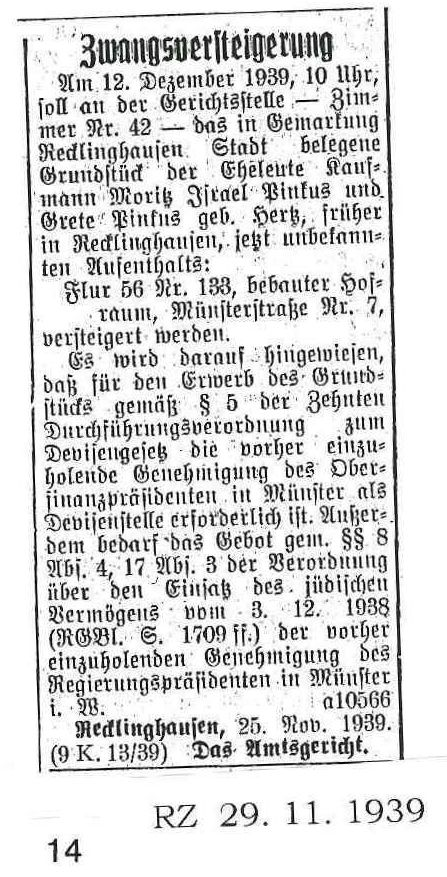 Zwangsversteigerung
Am 12. Dezember 1939, 10 Uhr,
soll an der Gerichtsstelle — Zim-
mer Nr. 42 — das in Gemarkung
Recklinghausen Stadt belegene
Grundstück der Eheleute Kauf-
mann Moritz Israel Pinkus und
Grete Pinkus geb. Hertz, früher
in Recklinghausen, jetzt unbekann-
ten Aufenthalts:
Flur 56 Nr. 133, bebauter Hof-
raum, Münsterstraße Nr. 7,
versteigert werden.
Es wird darauf hingewiesen,
daß für den Erwerb des Grund-
stücks gemäß § 5 der Zehnten
Durchführungsverordnung zum
Devisengesetz die vorher einzu-
holende Genehmigung des Ober-
finanzpräsidenten in Münster als
Devisenstelle erforderlich ist. Außer-
dem bedarf das Gebot gem. §§ 8
Abs. 4, 17 Abs. 3 der Verordnung
über den Einsatz des jüdischen
Vermögens vom 3. 12. 1938
(RGBl. S. 1709 ff.) der vorher
einzuholenden Genehmigung des
Regierungspräsidenten in Münster
i. W. a10566
Recklinghausen, 25. Nov. 1939.
(9 K. 13/39) Das Amtsgericht.
RZ 29. 11. 1939
14